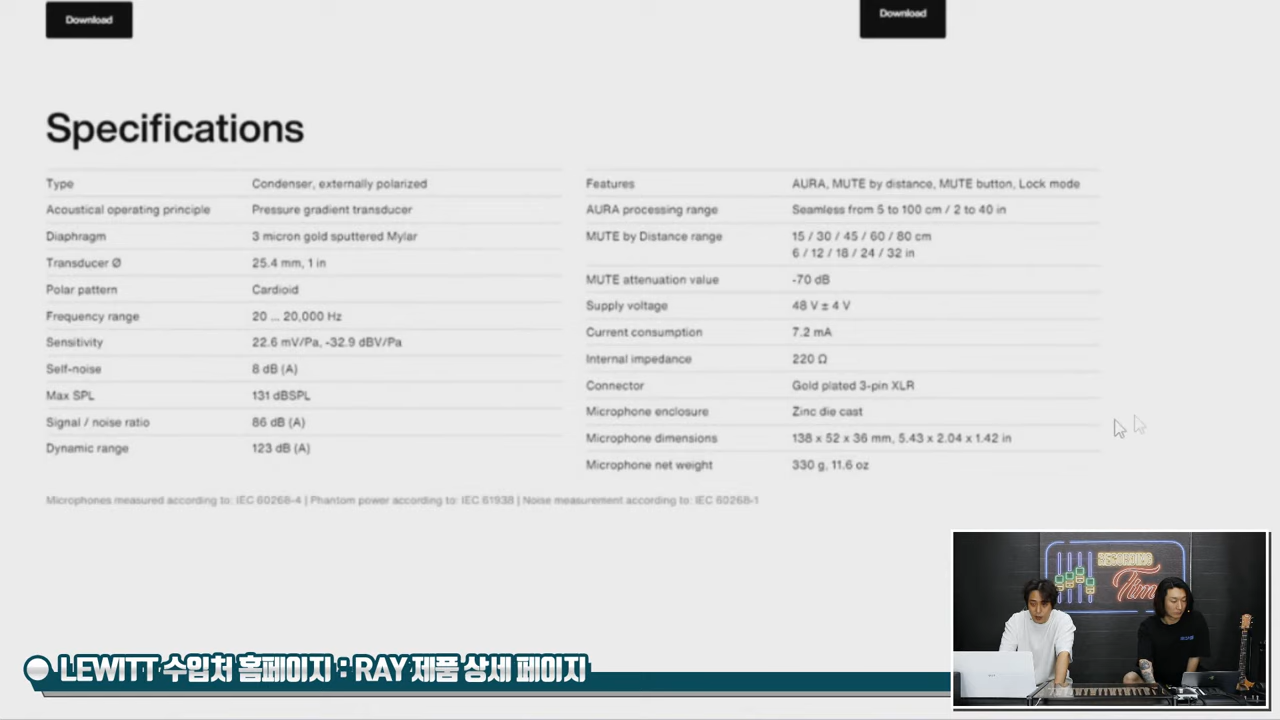 Download
Download
Specifications
Type Condenser, externally polarized
Acoustical operating principle Pressure gradient transducer
Diaphragm 3 micron gold sputtered Mylar
Transducer Ø 25.4 mm, 1 in
Polar pattern Cardioid
Frequency range 20 ... 20,000 Hz
Sensitivity 22.6 mV/Pa, -32.9 dBV/Pa
Self-noise 8 dB (A)
Max SPL 131 dBSPL
Signal / noise ratio 86 dB (A)
Dynamic range 123 dB (A)
Features AURA, MUTE by distance, MUTE button, Lock mode
AURA processing range Seamless from 5 to 100 cm / 2 to 40 in
MUTE by Distance range 15 / 30 / 45 / 60 / 80 cm
6 / 12 / 18 / 24 / 32 in
MUTE attenuation value -70 dB
Supply voltage 48 V ± 4 V
Current consumption 7.2 mA
Internal impedance 220 Ω
Connector Gold plated 3-pin XLR
Microphone enclosure Zinc die cast
Microphone dimensions 138 x 52 x 36 mm, 5.43 x 2.04 x 1.42 in
Microphone net weight 330 g, 11.6 oz
Microphones measured according to: IEC 60268-4 | Phantom power according to: IEC 61938 | Noise measurement according to: IEC 60268-1
RECORDING
Time
LEWITT 수입처 홈페이지 : RAY 제품 상세 페이지